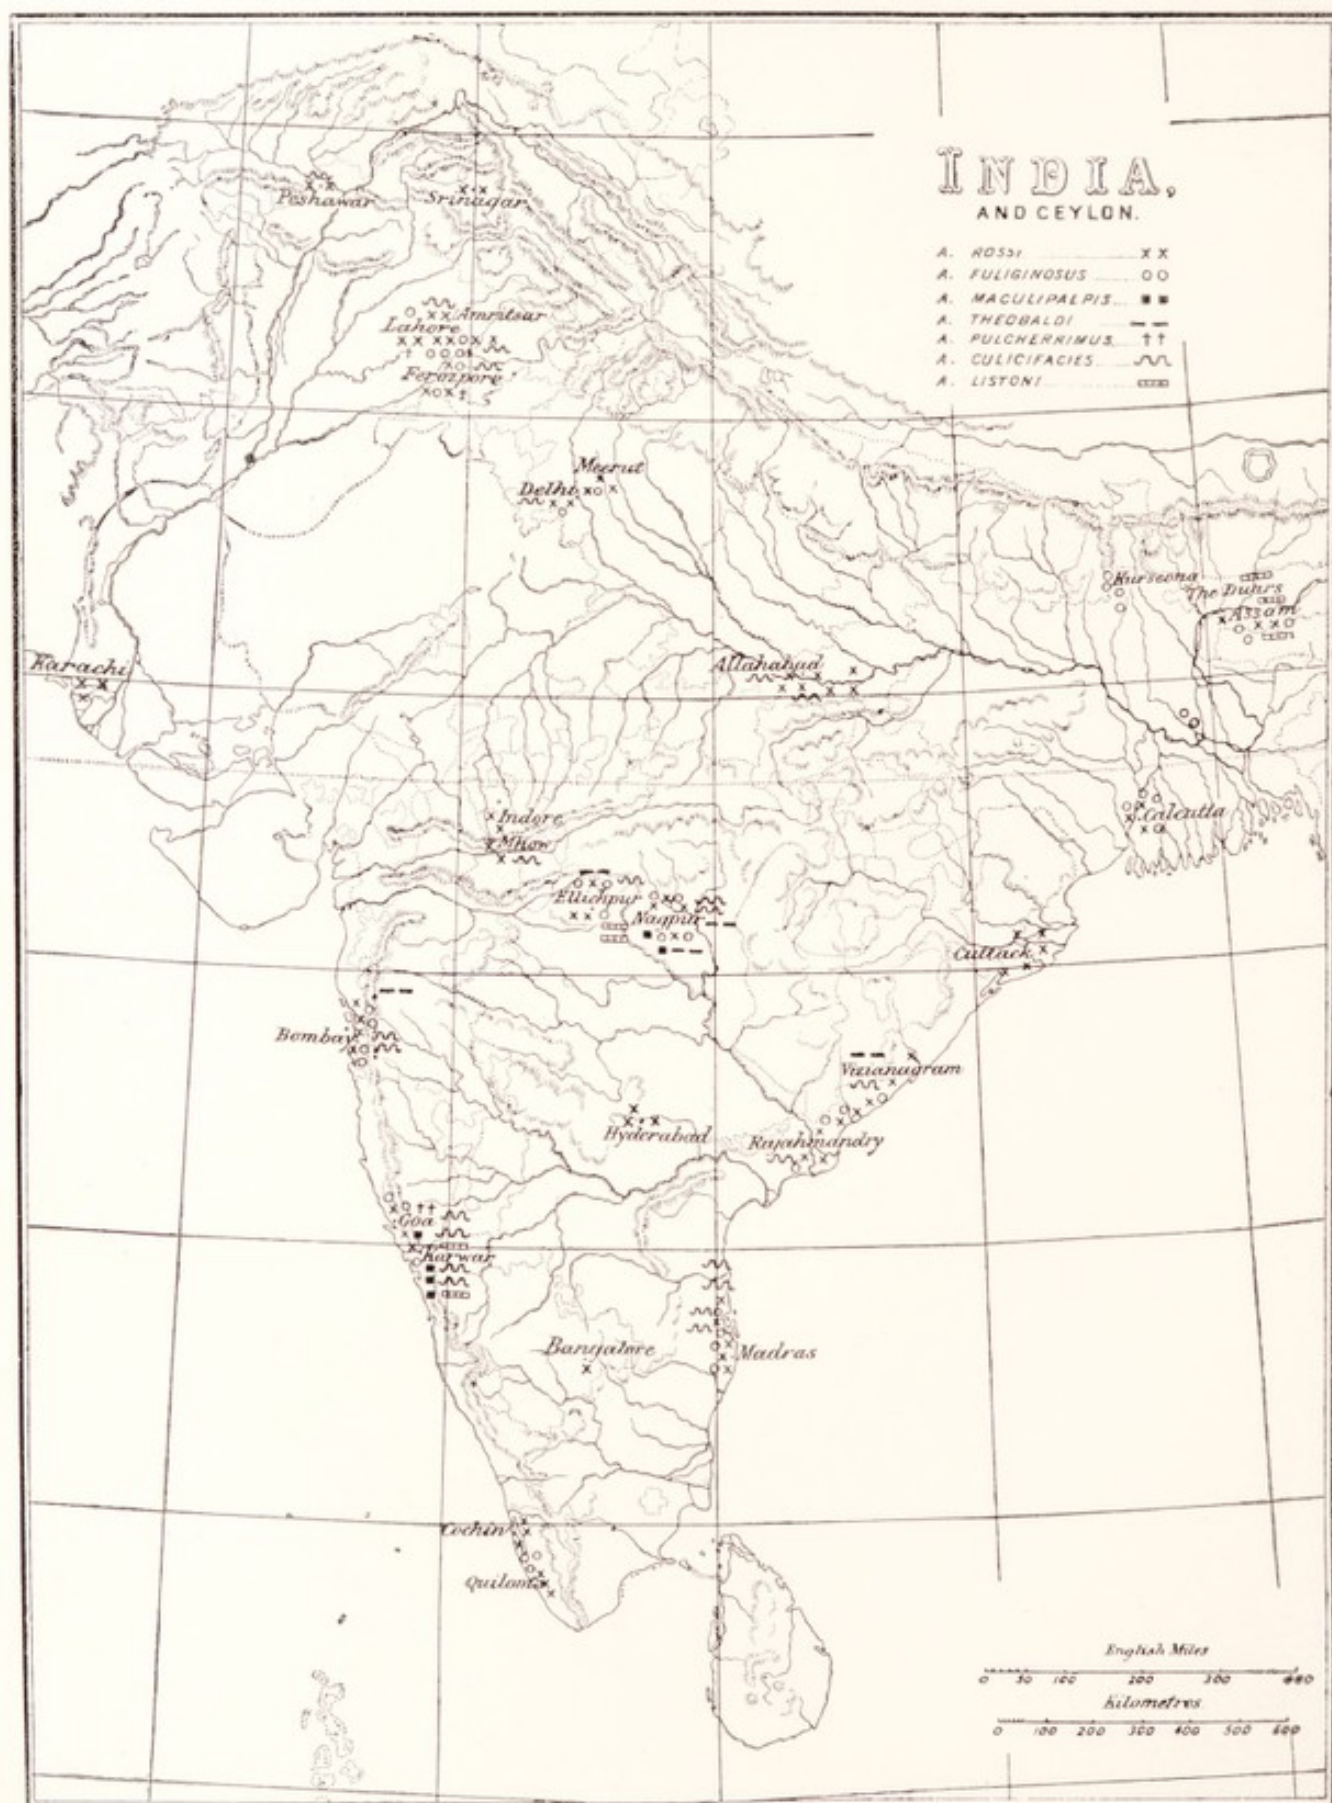 INDIA,
AND CEYLON.
A. ROSSI x x
A. FULIGINOSUS o o
A. MACULIPALPIS ■ ■
A. THEOBALDI — —
A. PULCHERRIMUS ††
A. CULICIFACIES
A. LISTONI
Peshawar
Srinagar
Amritsar
Lahore
Ferozpore
Meerut
Delhi
Kurseong
The Duars
Assam
Karachi
Allahabad
Indore
Mhow
Calcutta
Ellichpur
Nagpur
Cuttack
Bombay
Vizianagram
Hyderabad
Rajahmandry
Goa
Karwar
Bangalore
Madras
Cochin
Quilon
English Miles
0 50 100 200 300 400
Kilometres
0 100 200 300 400 500 600